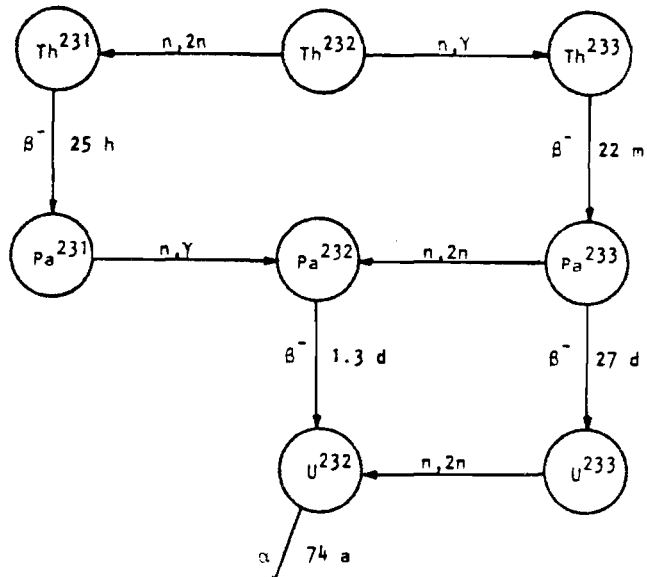 Th²³¹ n,2n Th²³² n,γ Th²³³
β⁻ 25 h β⁻ 22 m
Pa²³¹ n,γ Pa²³² n,2n Pa²³³
β⁻ 1.3 d β⁻ 27 d
U²³² n,2n U²³³
α 74 a